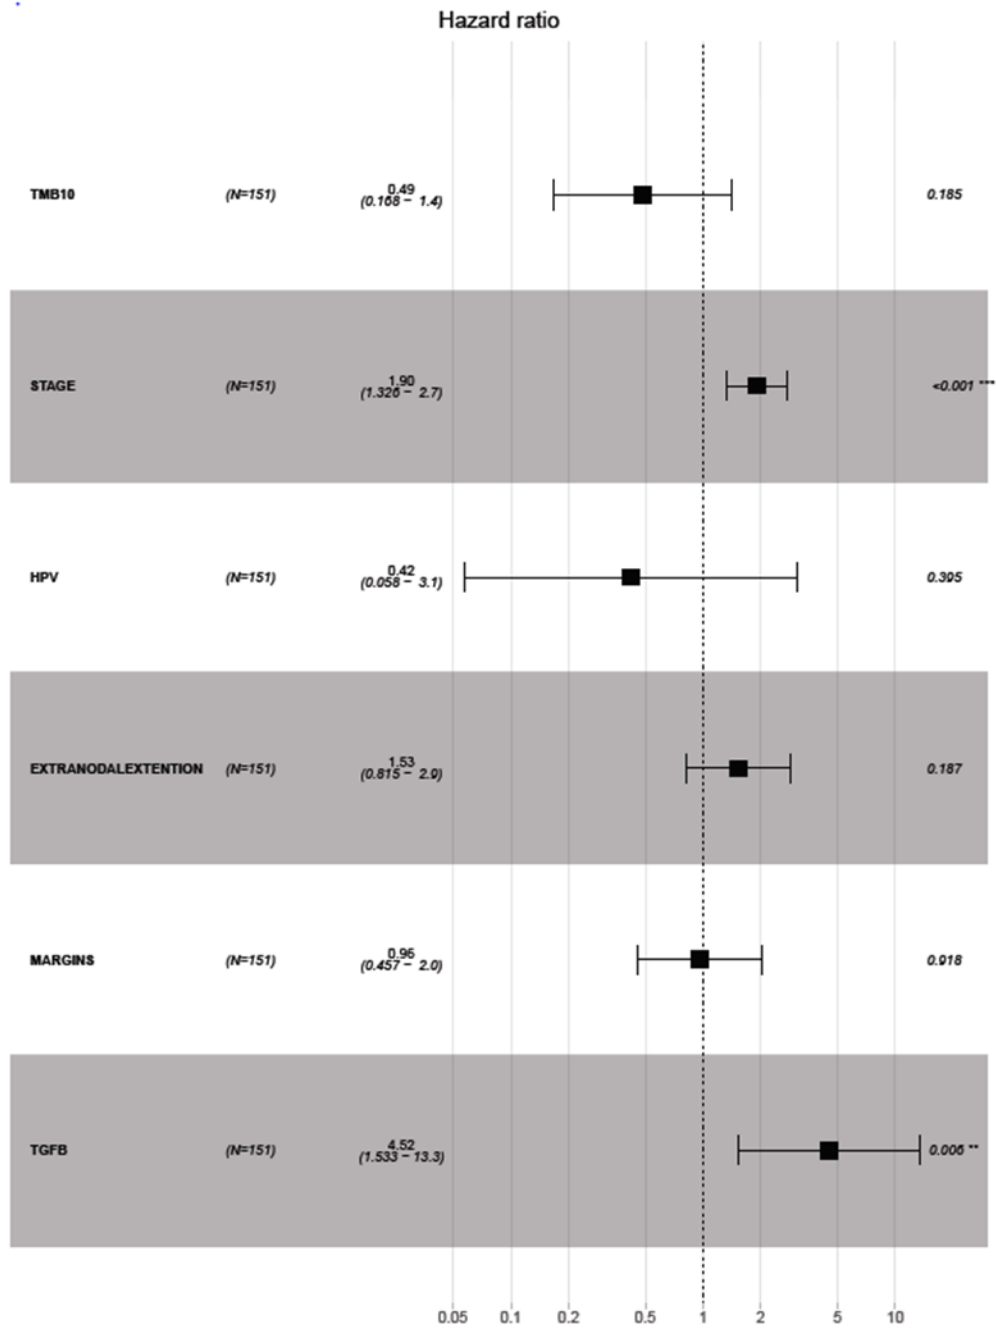 Hazard ratio
TMB10 (N=151) 0.49 0.185
(0.168 − 1.4)
STAGE (N=151) 1.90 <0.001 ***
(1.326 − 2.7)
HPV (N=151) 0.42 0.395
(0.058 − 3.1)
EXTRANODALEXTENTION (N=151) 1.53 0.187
(0.815 − 2.9)
MARGINS (N=151) 0.96 0.918
(0.457 − 2.0)
TGFB (N=151) 4.52 0.006 **
(1.533 − 13.3)
0.05 0.1 0.2 0.5 1 2 5 10